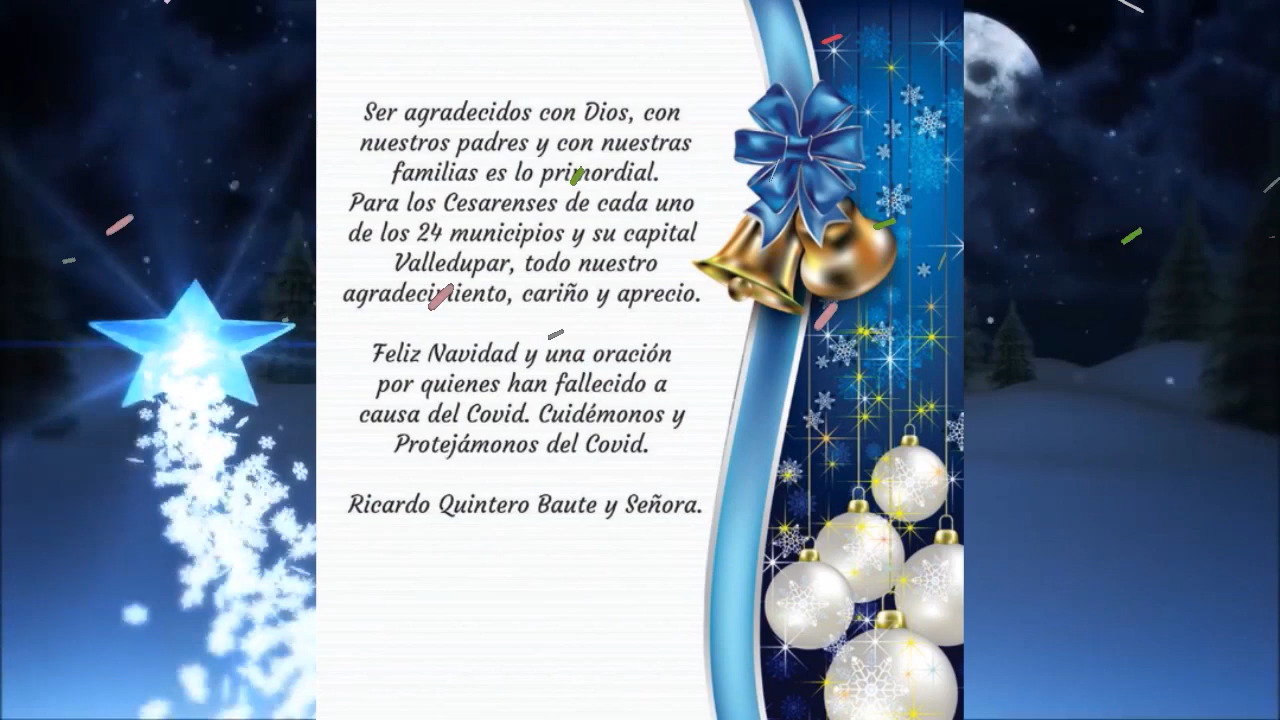 Ser agradecidos con Dios, con
nuestros padres y con nuestras
familias es lo primordial.
Para los Cesarenses de cada uno
de los 24 municipios y su capital
Valledupar, todo nuestro
agradecimiento, cariño y aprecio.
Feliz Navidad y una oración
por quienes han fallecido a
causa del Covid. Cuidémonos y
Protejámonos del Covid.
Ricardo Quintero Baute y Señora.